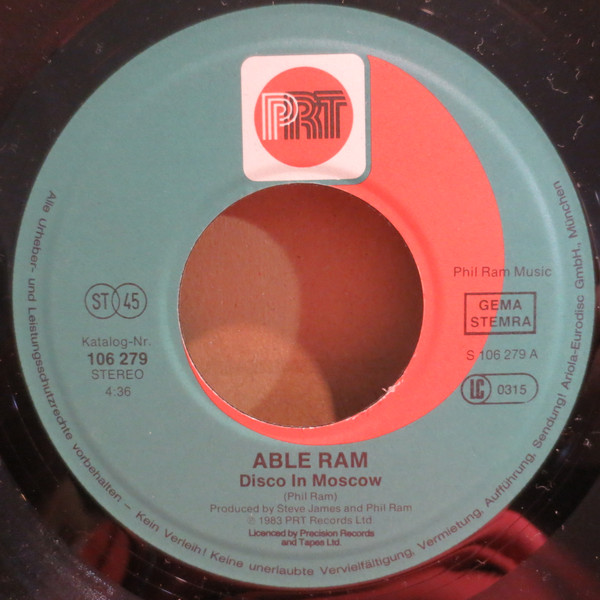 PRT
Phil Ram Music
ST 45
GEMA
STEMRA
Katalog-Nr.
106 279
STEREO
4:36
S 106 279 A
LC 0315
ABLE RAM
Disco In Moscow
(Phil Ram)
Produced by Steve James and Phil Ram
℗ 1983 PRT Records Ltd
Licenced by Precision Records
and Tapes Ltd.
Alle Urheber- und Leistungsschutzrechte vorbehalten – Kein Verleih! Keine unerlaubte Vervielfältigung, Vermietung, Aufführung, Sendung! Ariola-Eurodisc GmbH., München